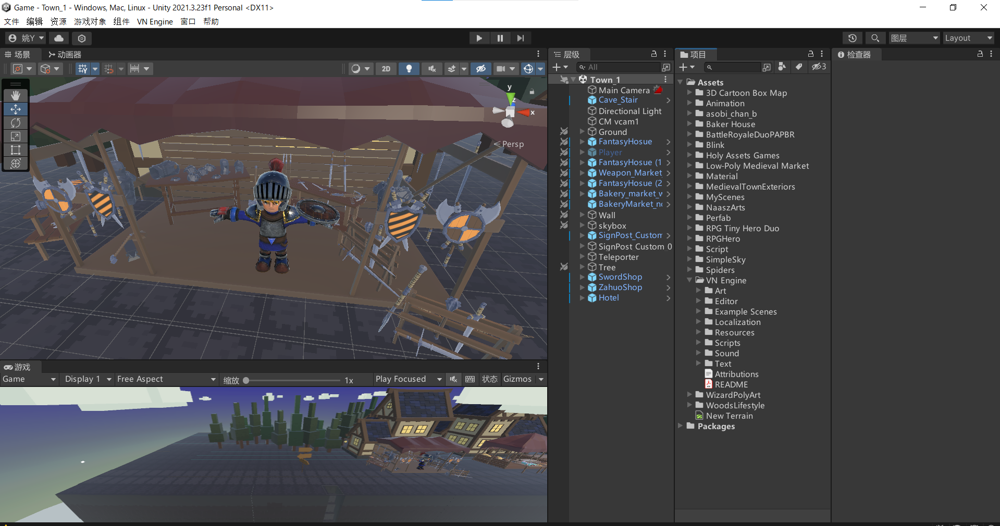 Game - Town_1 - Windows, Mac, Linux - Unity 2021.3.23f1 Personal <DX11>
文件 编辑 资源 游戏对象 组件 VN Engine 窗口 帮助
姚Y 图层 Layout
场景 动画器
2D
y
z
x
Persp
游戏
Game Display 1 Free Aspect 缩放 1x Play Focused 状态 Gizmos
层级
All
Town_1
Main Camera
Cave_Stair
Directional Light
CM vcam1
Ground
FantasyHosue
Player
FantasyHosue (1
Weapon_Market_
FantasyHosue (2
Bakery_market_w
BakeryMarket_no
Wall
skybox
SignPost_Custom
SignPost_Custom_0
Teleporter
Tree
SwordShop
ZahuoShop
Hotel
项目
3
Assets
3D Cartoon Box Map
Animation
asobi_chan_b
Baker House
BattleRoyaleDuoPAPBR
Blink
Holy Assets Games
Low-Poly Medieval Market
Material
MedievalTownExteriors
MyScenes
NaaszArts
Perfab
RPG Tiny Hero Duo
RPGHero
Script
SimpleSky
Spiders
VN Engine
Art
Editor
Example Scenes
Localization
Resources
Scripts
Sound
Text
Attributions
README
WizardPolyArt
WoodsLifestyle
New Terrain
Packages
检查器